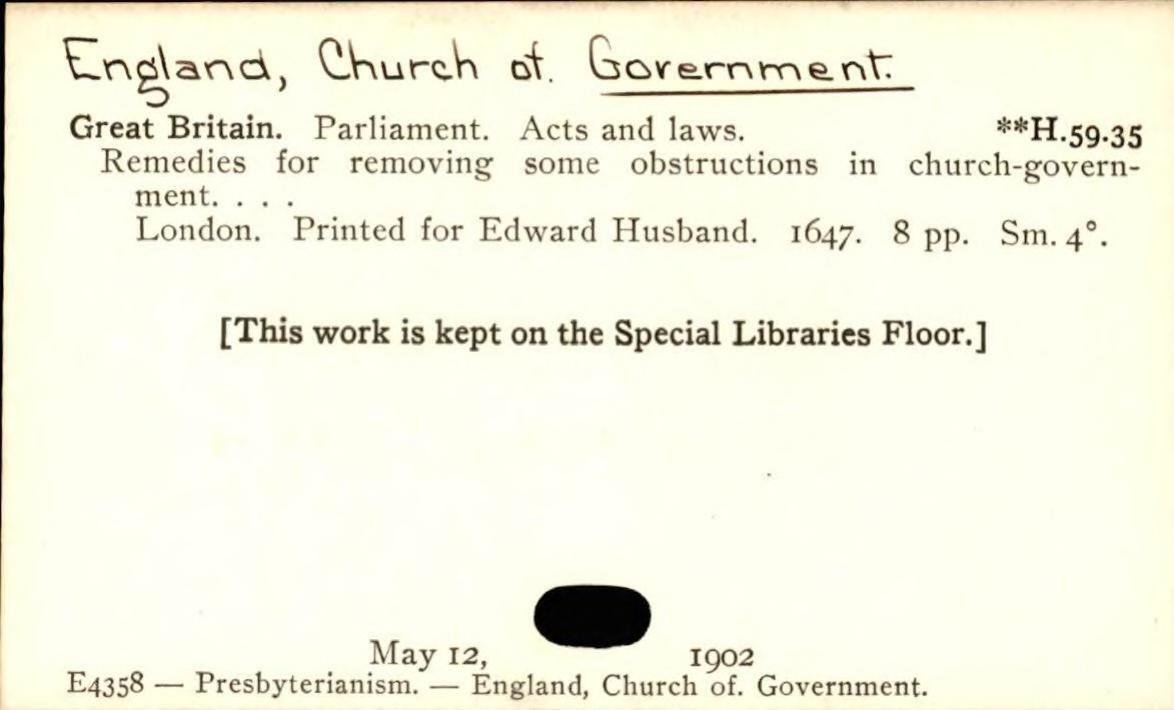 England, Church of. Government.
Great Britain. Parliament. Acts and laws. **H.59.35
Remedies for removing some obstructions in church-govern-
ment. . . .
London. Printed for Edward Husband. 1647. 8 pp. Sm. 4°.
[This work is kept on the Special Libraries Floor.]
May 12, 1902
E4358 — Presbyterianism. — England, Church of. Government.